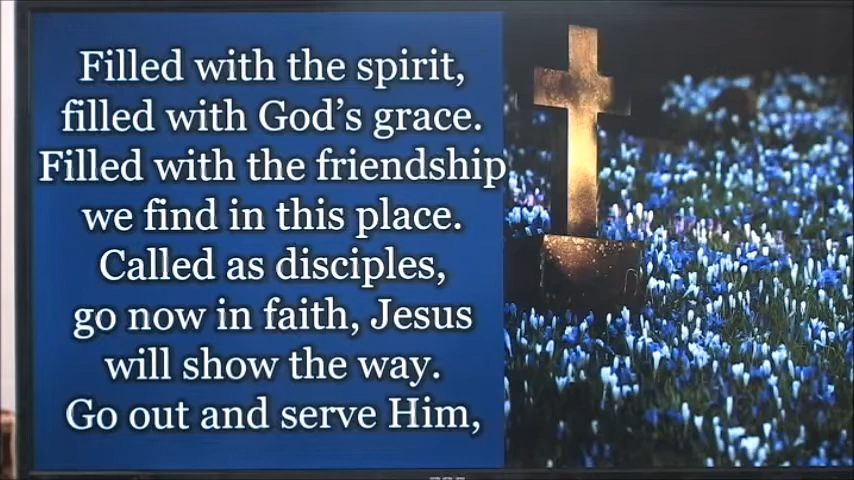 Filled with the spirit,
filled with God's grace.
Filled with the friendship
we find in this place.
Called as disciples,
go now in faith, Jesus
will show the way.
Go out and serve Him,